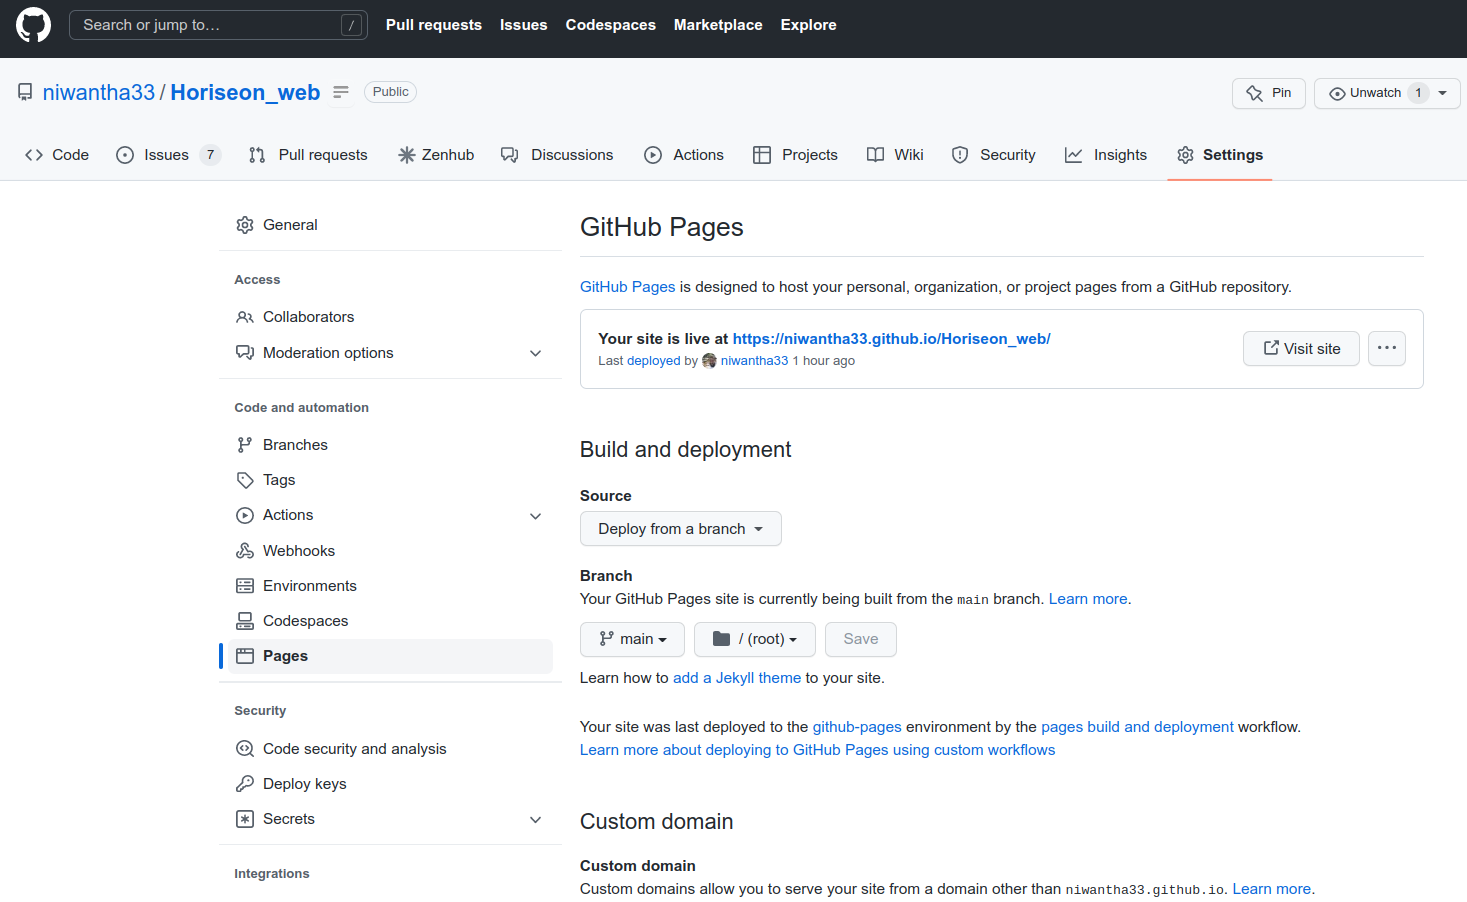 Search or jump to… /
Pull requests Issues Codespaces Marketplace Explore
niwantha33 / Horiseon_web Public
Pin
Unwatch 1
Code Issues 7 Pull requests Zenhub Discussions Actions Projects Wiki Security Insights Settings
General
Access
Collaborators
Moderation options
Code and automation
Branches
Tags
Actions
Webhooks
Environments
Codespaces
Pages
Security
Code security and analysis
Deploy keys
Secrets
Integrations
GitHub Pages
GitHub Pages is designed to host your personal, organization, or project pages from a GitHub repository.
Your site is live at https://niwantha33.github.io/Horiseon_web/
Last deployed by niwantha33 1 hour ago
Visit site
Build and deployment
Source
Deploy from a branch
Branch
Your GitHub Pages site is currently being built from the main branch. Learn more.
main / (root) Save
Learn how to add a Jekyll theme to your site.
Your site was last deployed to the github-pages environment by the pages build and deployment workflow.
Learn more about deploying to GitHub Pages using custom workflows
Custom domain
Custom domain
Custom domains allow you to serve your site from a domain other than niwantha33.github.io. Learn more.